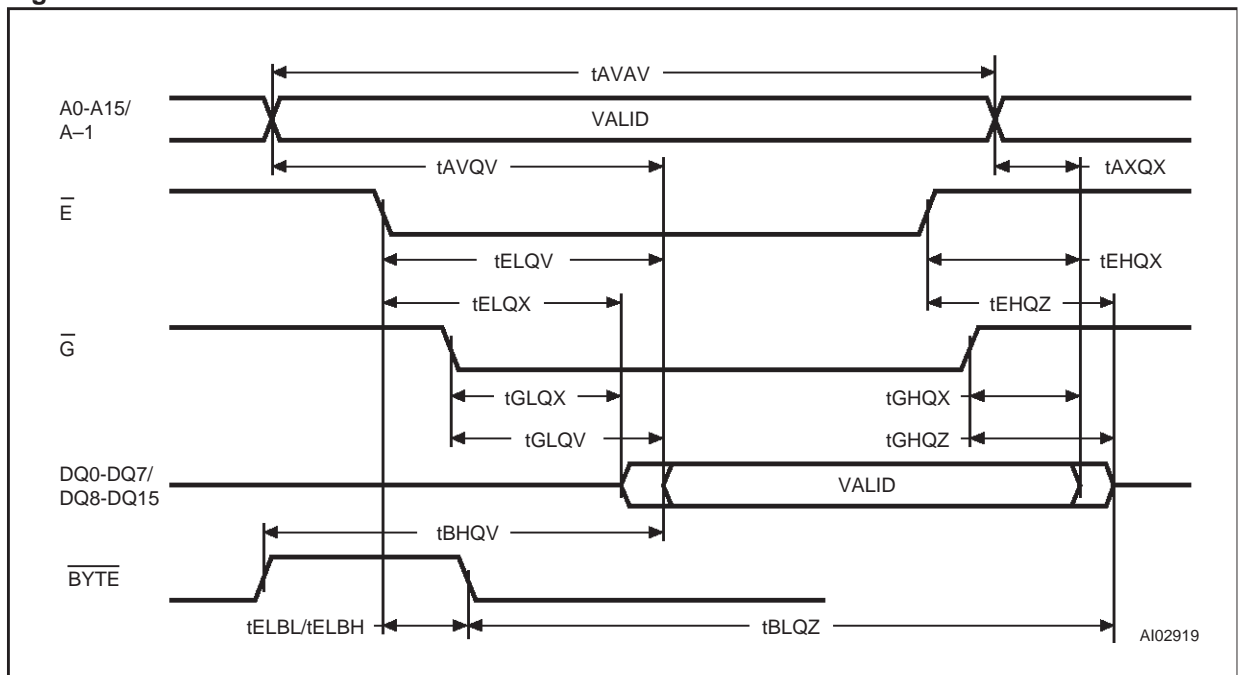 tAVAV
A0-A15/
A–1
VALID
tAVQV
tAXQX
E
tELQV
tEHQX
tELQX
tEHQZ
G
tGLQX
tGHQX
tGLQV
tGHQZ
DQ0-DQ7/
DQ8-DQ15
VALID
tBHQV
BYTE
tELBL/tELBH
tBLQZ
AI02919